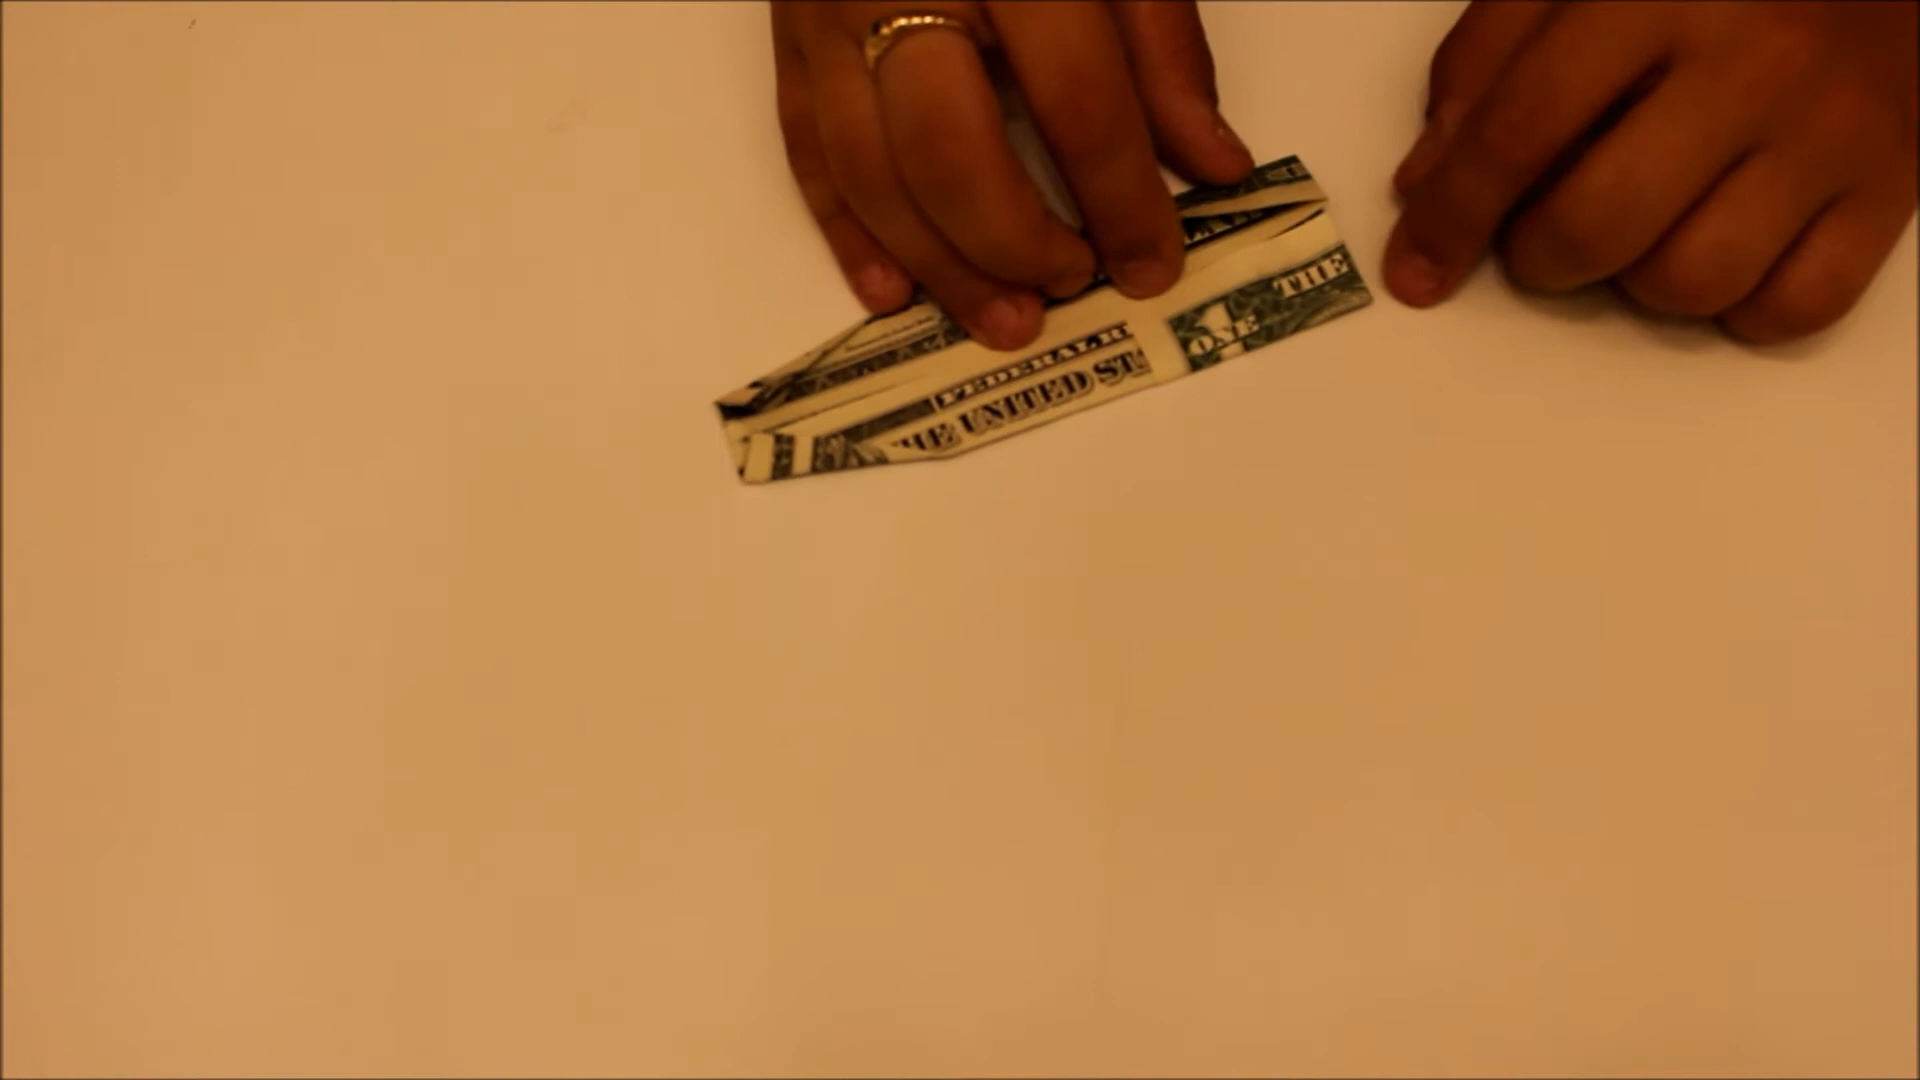 FEDERAL R
THE UNITED ST
ONE
THE